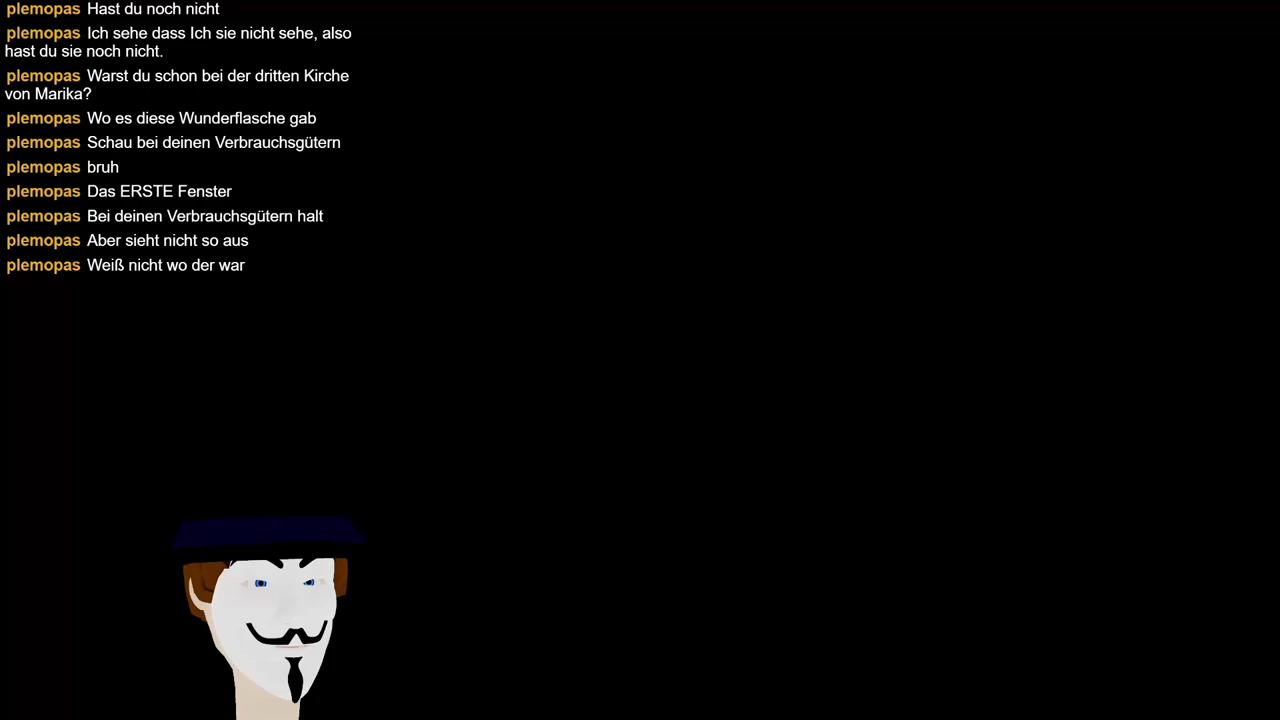 plemopas Hast du noch nicht
plemopas Ich sehe dass Ich sie nicht sehe, also
hast du sie noch nicht.
plemopas Warst du schon bei der dritten Kirche
von Marika?
plemopas Wo es diese Wunderflasche gab
plemopas Schau bei deinen Verbrauchsgütern
plemopas bruh
plemopas Das ERSTE Fenster
plemopas Bei deinen Verbrauchsgütern halt
plemopas Aber sieht nicht so aus
plemopas Weiß nicht wo der war